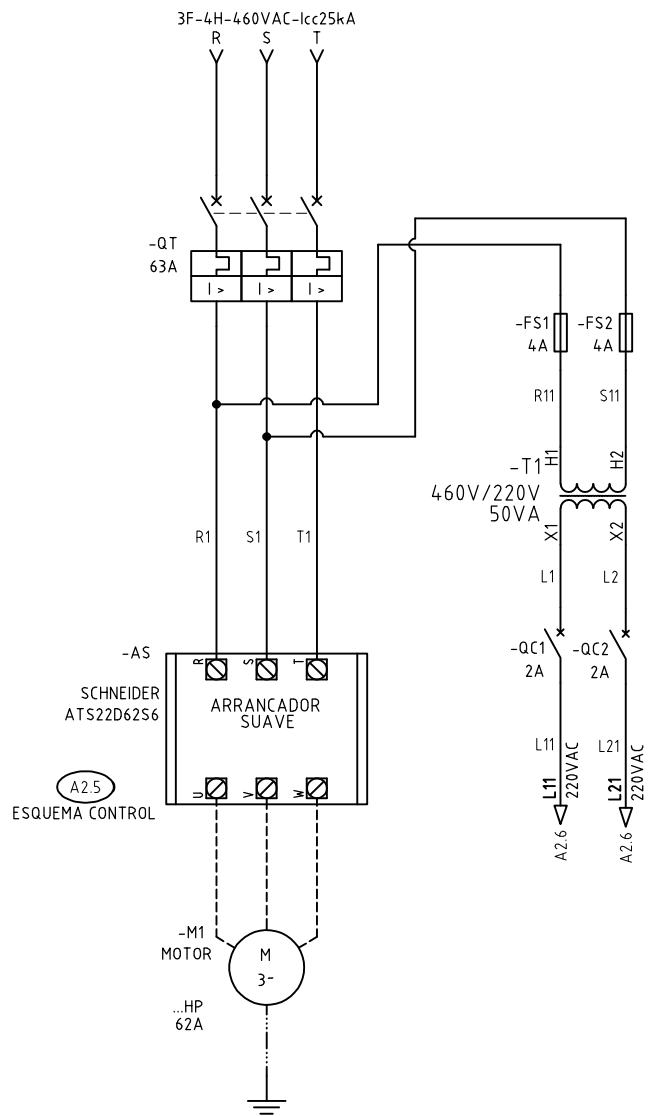 3F-4H-460VAC-Icc25kA
R S T
-QT
63A
I > I > I >
-FS1
4A
-FS2
4A
R11
S11
H1
H2
-T1
460V/220V
50VA
X1
X2
R1
S1
T1
L1
L2
-AS
R
S
T
SCHNEIDER
ATS22D62S6
ARRANCADOR
SUAVE
-QC1
2A
-QC2
2A
L11
L21
L11
220VAC
L21
220VAC
A2.5
ESQUEMA CONTROL
U
V
W
A2.6
A2.6
-M1
MOTOR
M
3~
...HP
62A